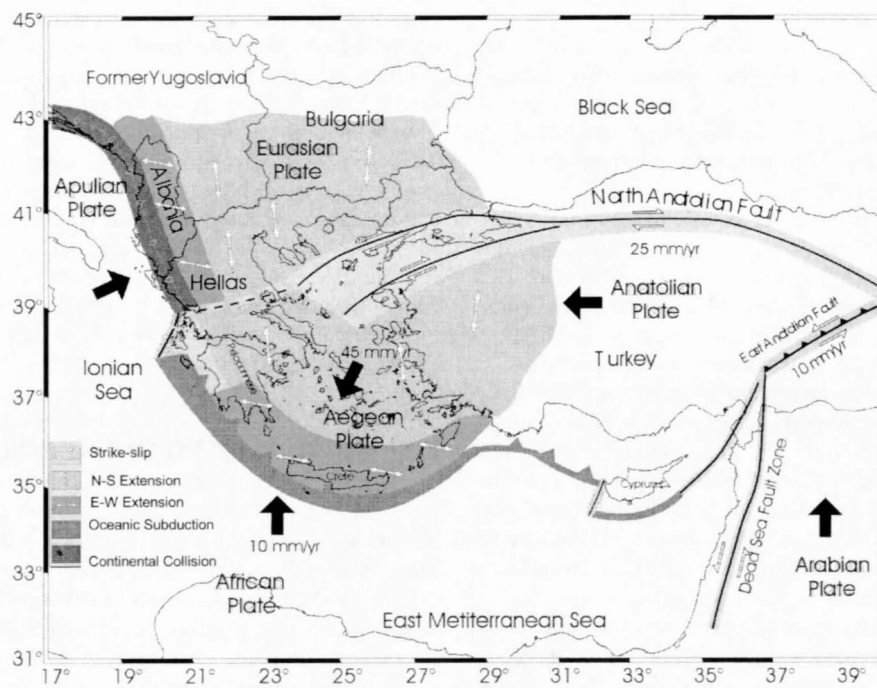 45°
43°
41°
39°
37°
35°
33°
31°
17° 19° 21° 23° 25° 27° 29° 31° 33° 35° 37° 39°
Former Yugoslavia
Bulgaria
Black Sea
Eurasian
Plate
Albania
Apulian
Plate
North Anatolian Fault
25 mm/yr
Hellas
Anatolian
Plate
East Anatolian Fault
10 mm/yr
Turkey
Ionian
Sea
45 mm
Aegean
Plate
Crete
Cyprus
Dead Sea Fault Zone
Strike-slip
N-S Extension
E-W Extension
Oceanic Subduction
Continental Collision
10 mm/yr
African
Plate
Arabian
Plate
East Metiterranean Sea